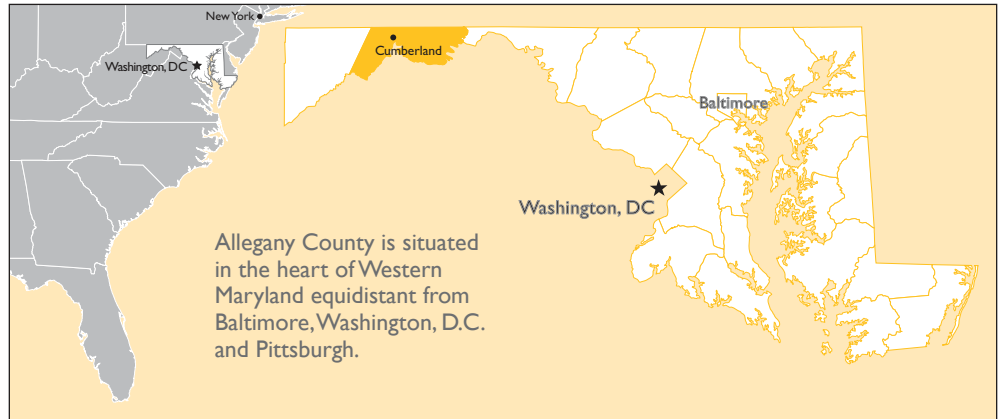 New York
Washington, DC
Cumberland
Baltimore
Washington, DC
Allegany County is situated
in the heart of Western
Maryland equidistant from
Baltimore, Washington, D.C.
and Pittsburgh.